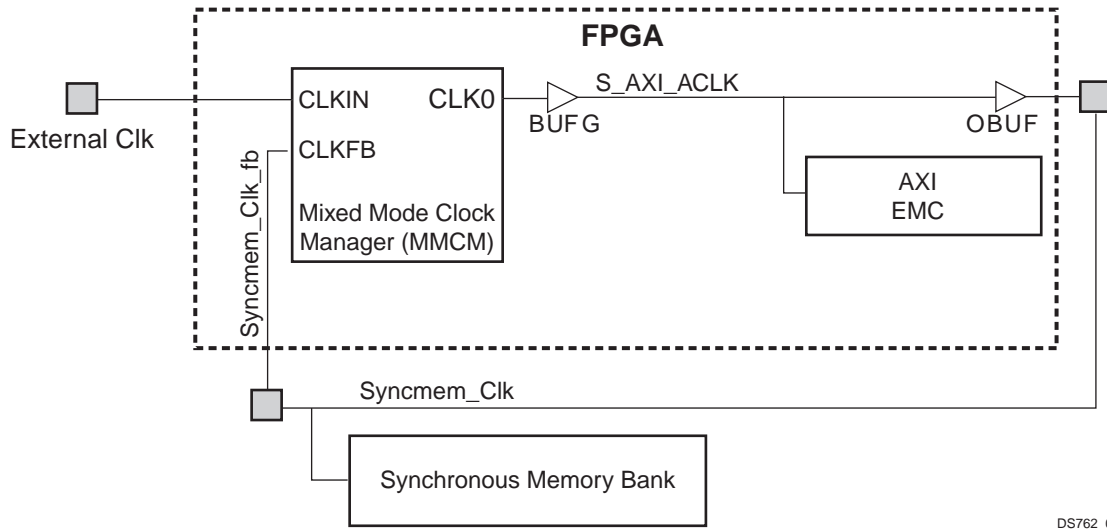 FPGA
CLKIN CLK0
S_AXI_ACLK
BUFG
OBUF
External Clk
CLKFB
Mixed Mode Clock
Manager (MMCM)
AXI
EMC
Syncmem_Clk_fb
Syncmem_Clk
Synchronous Memory Bank